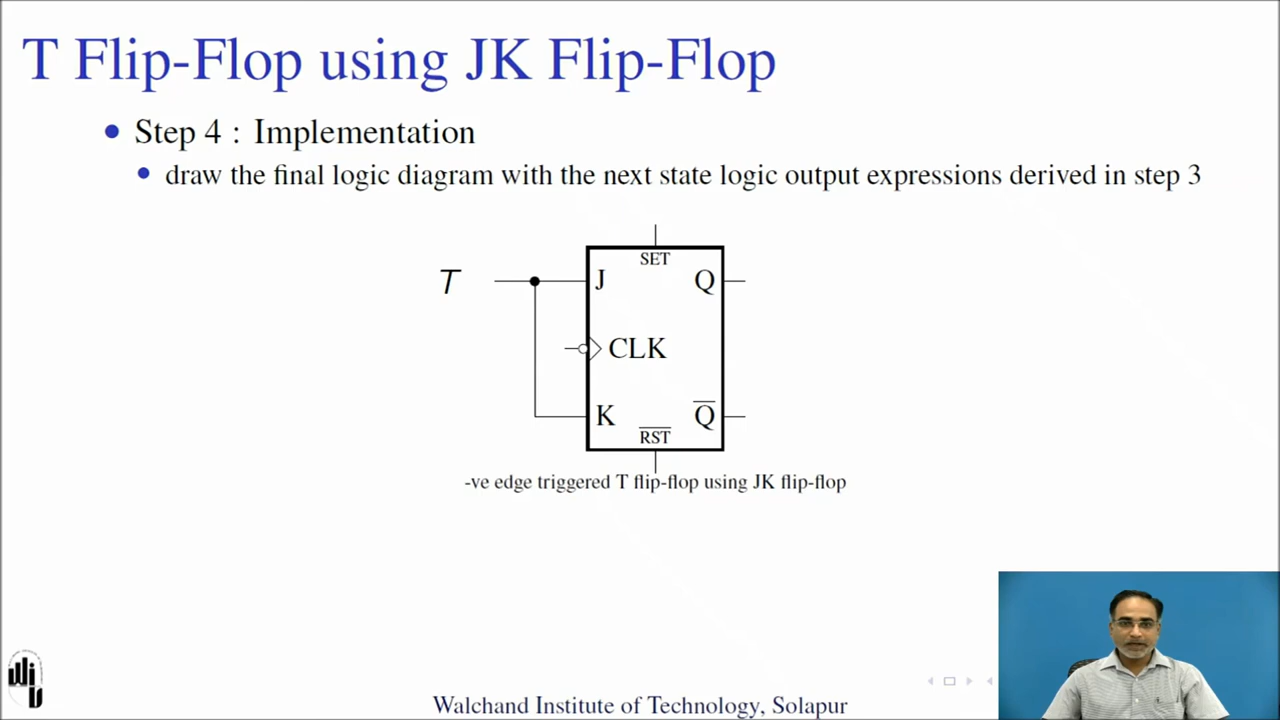 T Flip-Flop using JK Flip-Flop
Step 4 : Implementation
draw the final logic diagram with the next state logic output expressions derived in step 3
SET
T
J
Q
CLK
K
Q̅
R̅S̅T̅
-ve edge triggered T flip-flop using JK flip-flop
Walchand Institute of Technology, Solapur